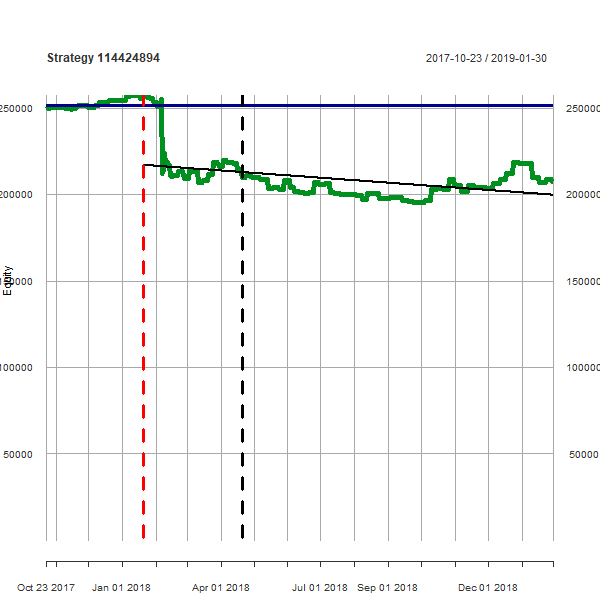 Strategy 114424894 2017-10-23 / 2019-01-30
250000 250000
200000 200000
Equity
150000 150000
100000 100000
50000 50000
Oct 23 2017 Jan 01 2018 Apr 01 2018 Jul 01 2018 Sep 01 2018 Dec 01 2018